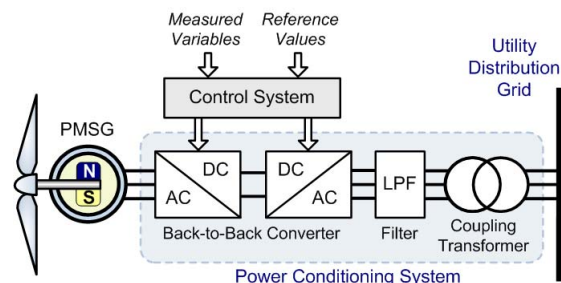 Measured
Variables
Reference
Values
Utility
Distribution
Grid
Control System
PMSG
N
S
DC
AC
DC
AC
LPF
Back-to-Back Converter
Filter
Coupling
Transformer
Power Conditioning System